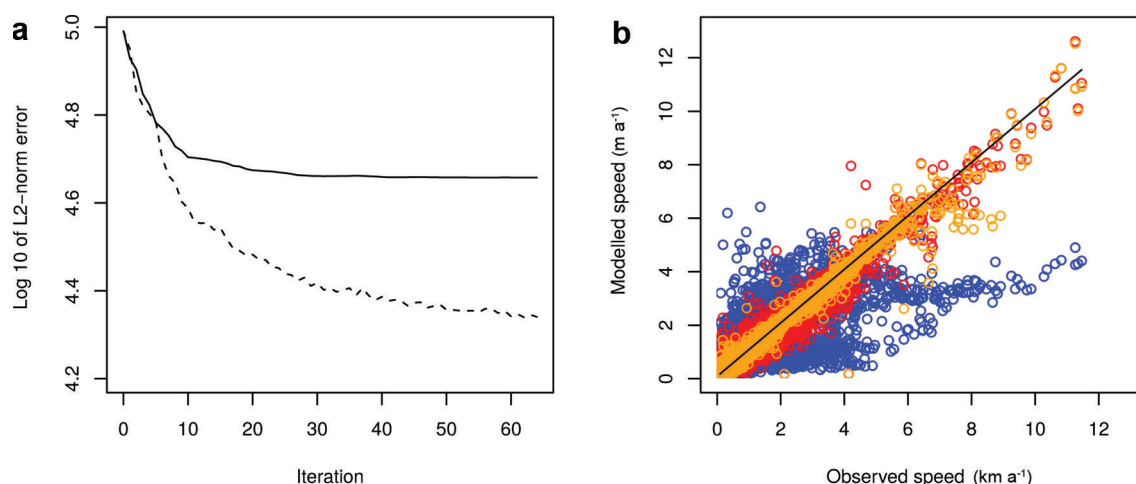 a
Log 10 of L2-norm error
5.0
4.8
4.6
4.4
4.2
0 10 20 30 40 50 60
Iteration
b
Modelled speed (m a⁻¹)
12
10
8
6
4
2
0
0 2 4 6 8 10 12
Observed speed (km a⁻¹)